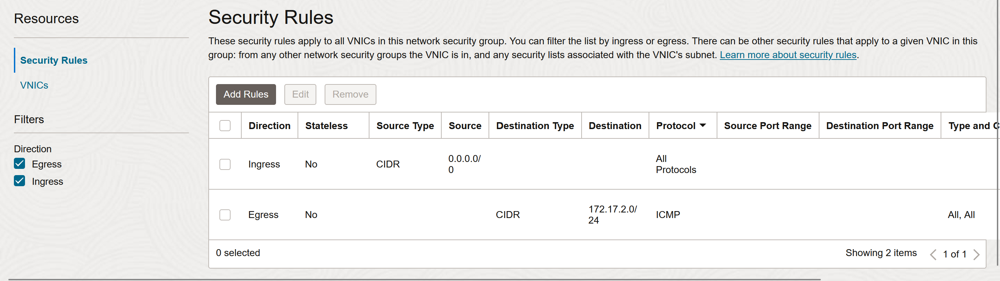 Resources
Security Rules
VNICs
Filters
Direction
Egress
Ingress
Security Rules
These security rules apply to all VNICs in this network security group. You can filter the list by ingress or egress. There can be other security rules that apply to a given VNIC in this
group: from any other network security groups the VNIC is in, and any security lists associated with the VNIC's subnet. Learn more about security rules.
Add Rules Edit Remove
Direction Stateless Source Type Source Destination Type Destination Protocol Source Port Range Destination Port Range Type and
Ingress No CIDR 0.0.0.0/
0 All
Protocols
Egress No CIDR 172.17.2.0/
24 ICMP All, All
0 selected Showing 2 items 1 of 1